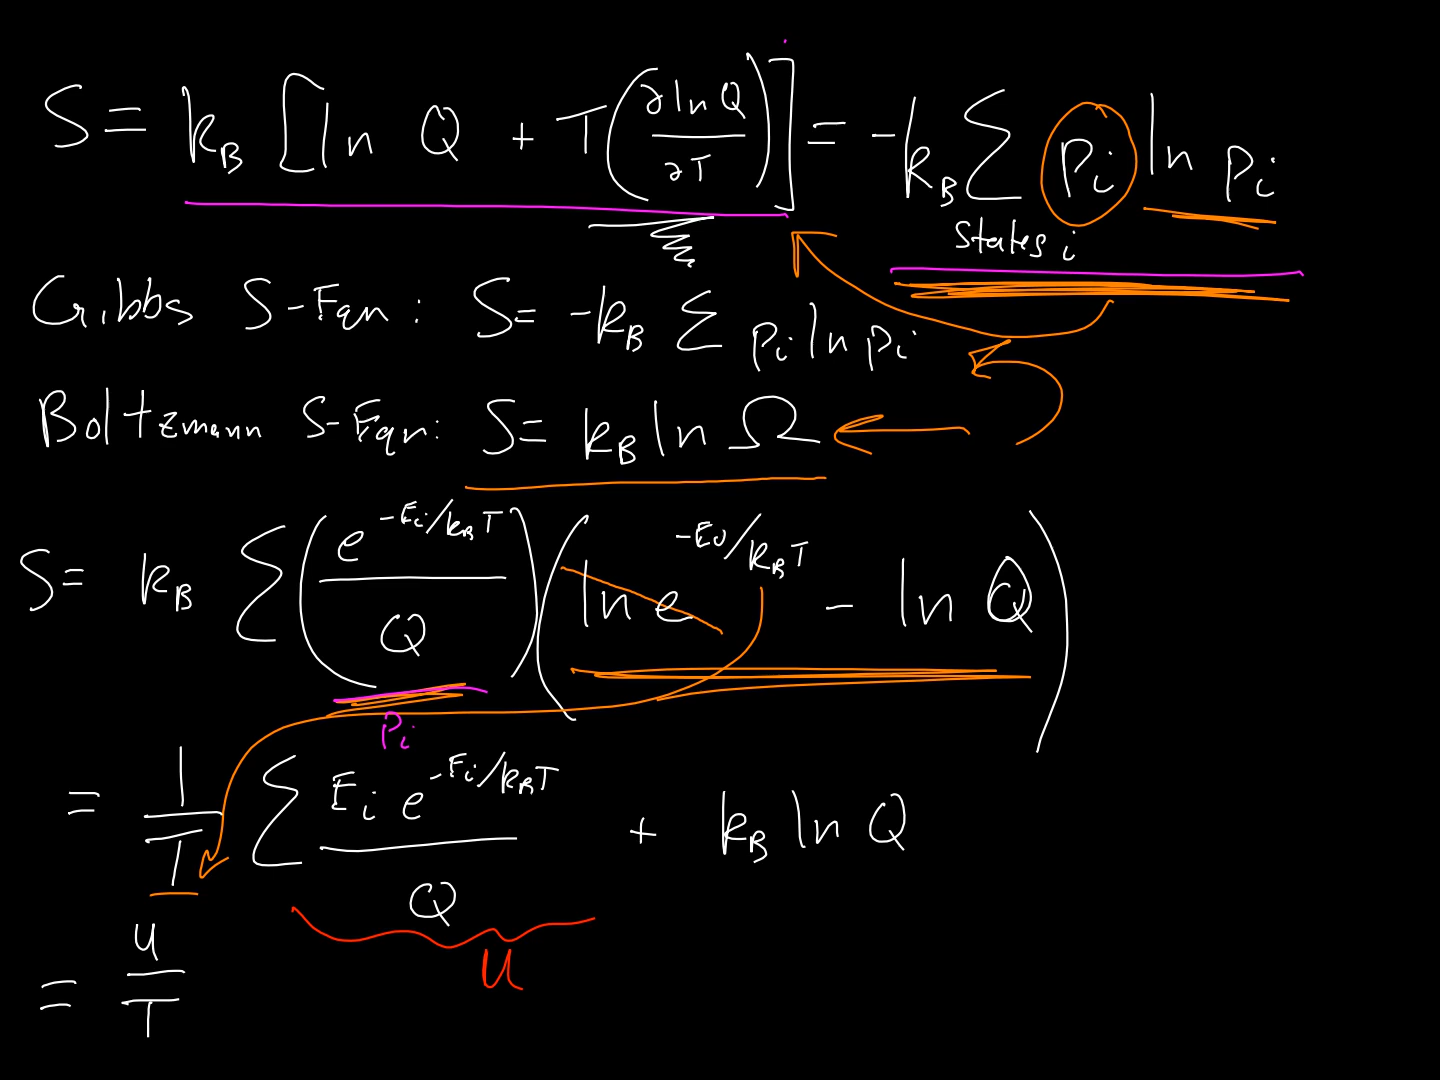 S = k_B [ln Q + T(∂ ln Q / ∂T)] = -k_B Σ p_i ln p_i
states i
Gibbs S-Eqn: S = -k_B Σ p_i ln p_i
Boltzmann S-Eqn: S = k_B ln Ω
S = k_B Σ (e^{-E_i/k_BT} / Q) (ln e^{-E_i/k_BT} - ln Q)
p_i
= 1/T Σ E_i e^{-E_i/k_BT} / Q + k_B ln Q
U
= U/T